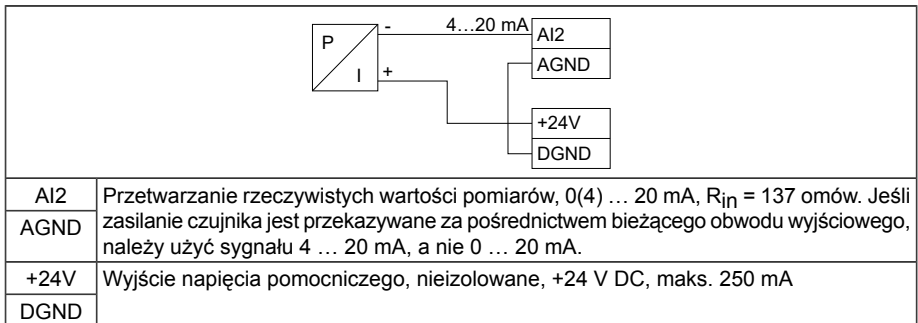 - 4…20 mA AI2
P
AGND
I +
+24V
DGND
AI2 Przetwarzanie rzeczywistych wartości pomiarów, 0(4) … 20 mA, Rin = 137 omów. Jeśli
AGND zasilanie czujnika jest przekazywane za pośrednictwem bieżącego obwodu wyjściowego,
należy użyć sygnału 4 … 20 mA, a nie 0 … 20 mA.
+24V Wyjście napięcia pomocniczego, nieizolowane, +24 V DC, maks. 250 mA
DGND